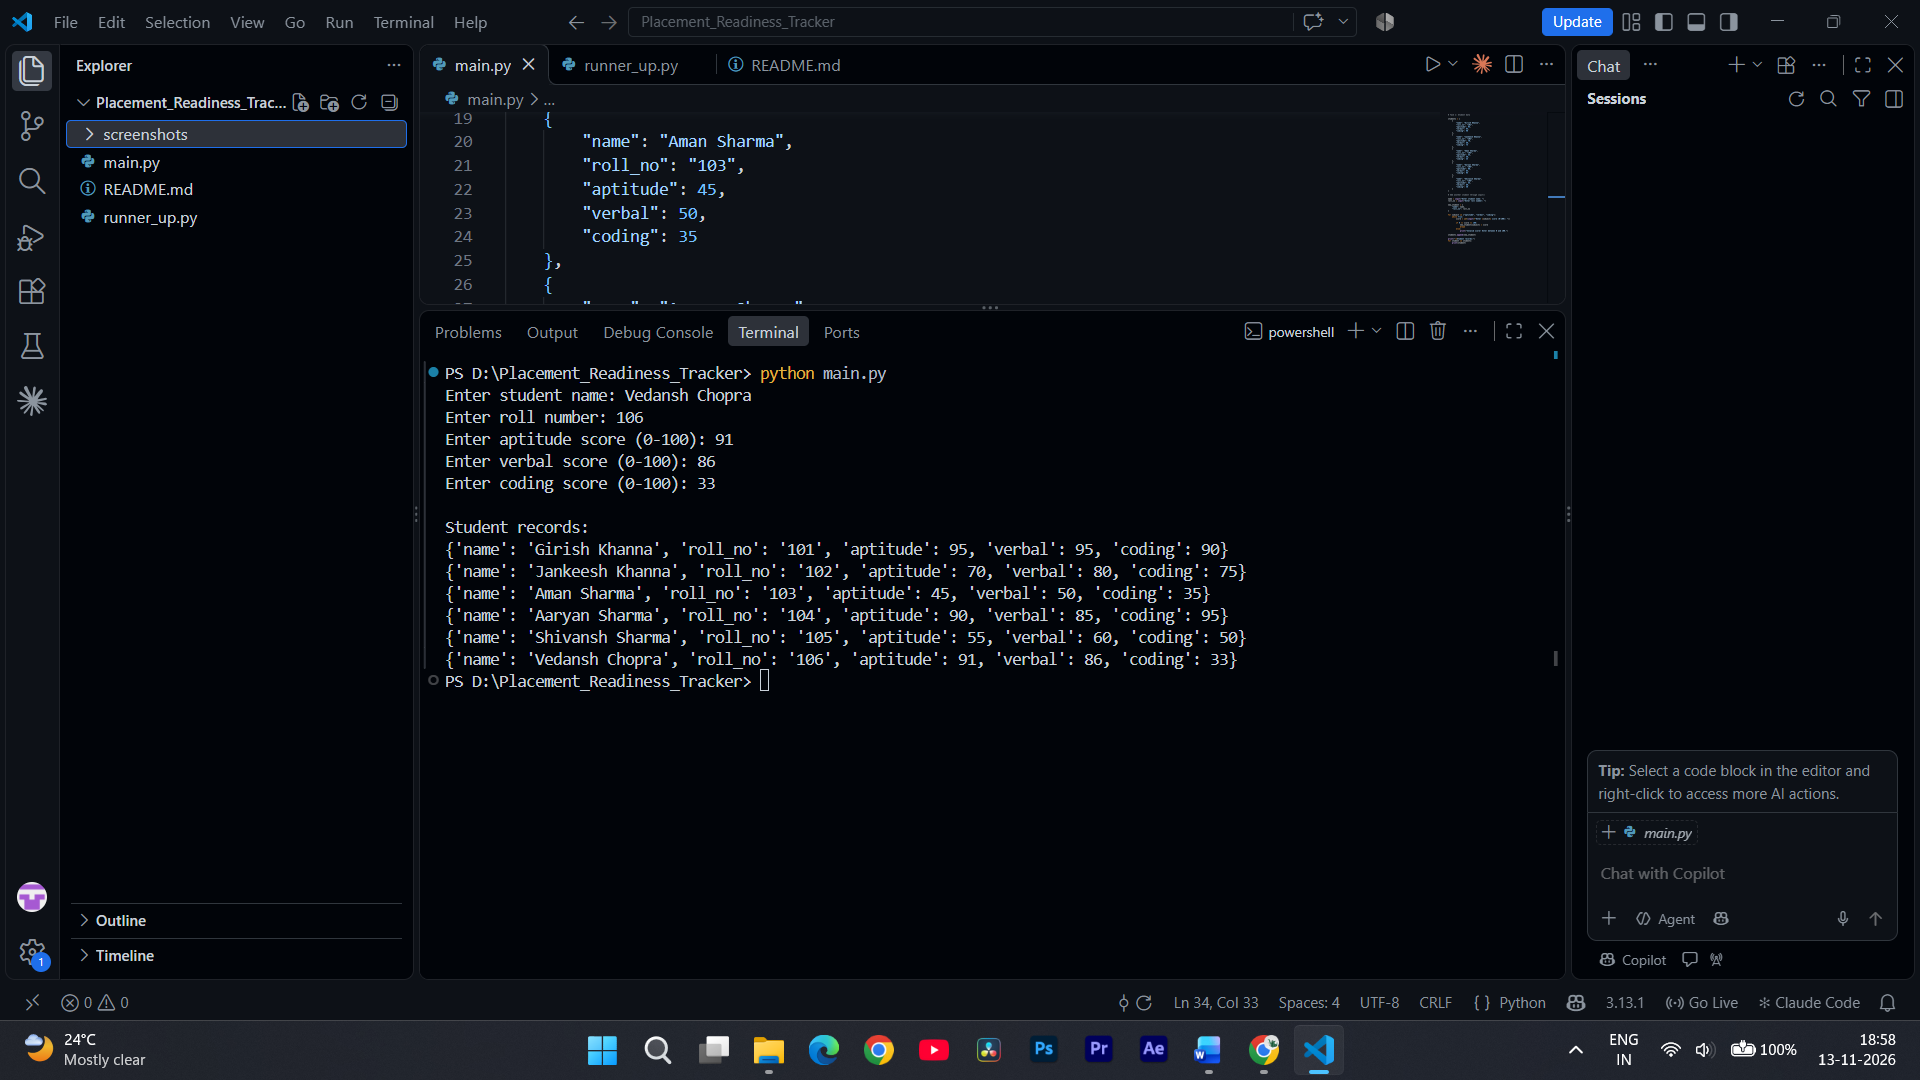 File Edit Selection View Go Run Terminal Help
Placement_Readiness_Tracker
Update
Explorer
Placement_Readiness_Trac...
screenshots
main.py
README.md
runner_up.py
Outline
Timeline
1
main.py
runner_up.py
README.md
main.py > ...
19 {
20 "name": "Aman Sharma",
21 "roll_no": "103",
22 "aptitude": 45,
23 "verbal": 50,
24 "coding": 35
25 },
26 {
Problems Output Debug Console Terminal Ports
powershell
PS D:\Placement_Readiness_Tracker> python main.py
Enter student name: Vedansh Chopra
Enter roll number: 106
Enter aptitude score (0-100): 91
Enter verbal score (0-100): 86
Enter coding score (0-100): 33
Student records:
{'name': 'Girish Khanna', 'roll_no': '101', 'aptitude': 95, 'verbal': 95, 'coding': 90}
{'name': 'Jankeesh Khanna', 'roll_no': '102', 'aptitude': 70, 'verbal': 80, 'coding': 75}
{'name': 'Aman Sharma', 'roll_no': '103', 'aptitude': 45, 'verbal': 50, 'coding': 35}
{'name': 'Aaryan Sharma', 'roll_no': '104', 'aptitude': 90, 'verbal': 85, 'coding': 95}
{'name': 'Shivansh Sharma', 'roll_no': '105', 'aptitude': 55, 'verbal': 60, 'coding': 50}
{'name': 'Vedansh Chopra', 'roll_no': '106', 'aptitude': 91, 'verbal': 86, 'coding': 33}
PS D:\Placement_Readiness_Tracker>
Chat
Sessions
Tip: Select a code block in the editor and
right-click to access more AI actions.
main.py
Chat with Copilot
Agent
Copilot
0 0
Ln 34, Col 33 Spaces: 4 UTF-8 CRLF { } Python 3.13.1 Go Live Claude Code
24°C
Mostly clear
Ps
Pr
Ae
W
ENG
IN
100%
18:58
13-11-2026